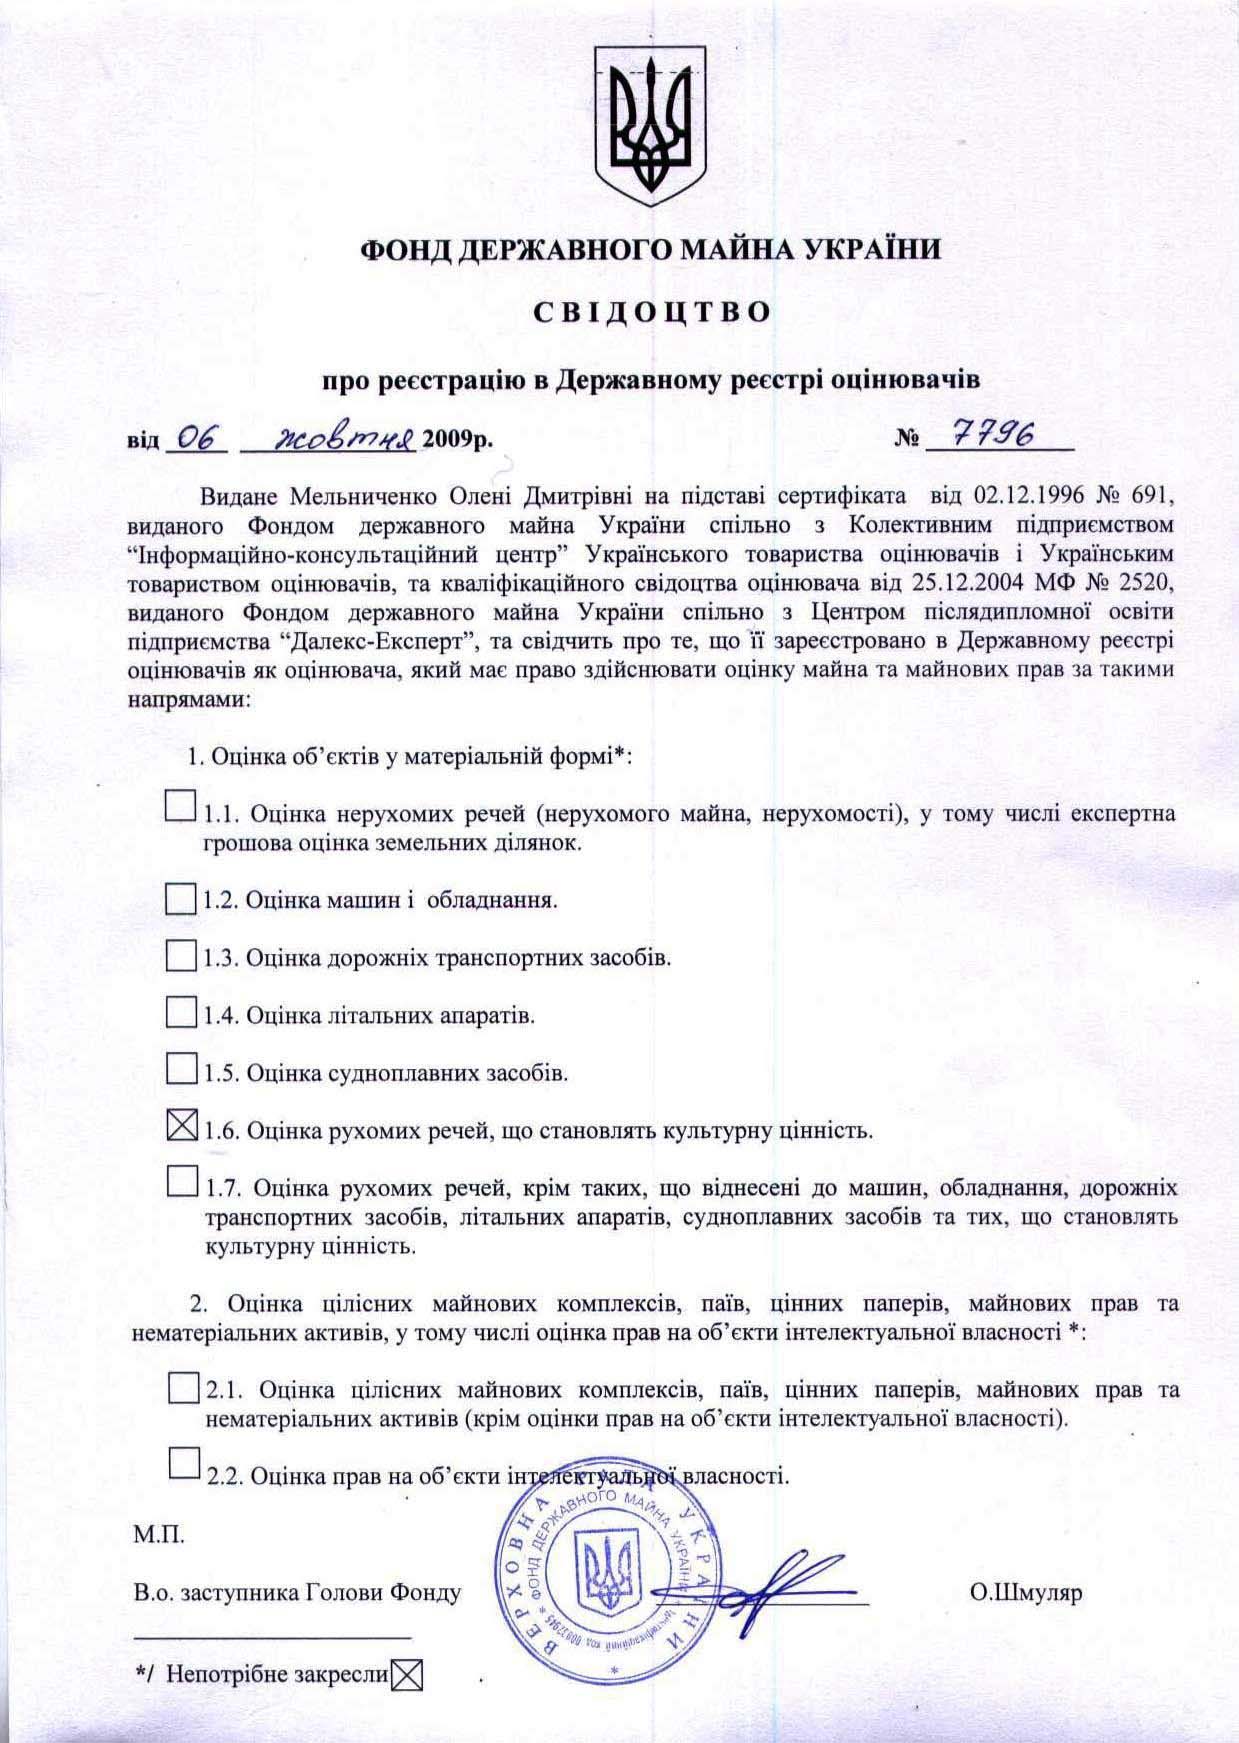 ФОНД ДЕРЖАВНОГО МАЙНА УКРАЇНИ
С В І Д О Ц Т В О
про реєстрацію в Державному реєстрі оцінювачів
від 06 жовтня 2009р. № 7796
Видане Мельниченко Олені Дмитрівні на підставі сертифіката від 02.12.1996 № 691,
виданого Фондом державного майна України спільно з Колективним підприємством
“Інформаційно-консультаційний центр” Українського товариства оцінювачів і Українським
товариством оцінювачів, та кваліфікаційного свідоцтва оцінювача від 25.12.2004 МФ № 2520,
виданого Фондом державного майна України спільно з Центром післядипломної освіти
підприємства “Далекс-Експерт”, та свідчить про те, що її зареєстровано в Державному реєстрі
оцінювачів як оцінювача, який має право здійснювати оцінку майна та майнових прав за такими
напрямами:
1. Оцінка об’єктів у матеріальній формі*:
1.1. Оцінка нерухомих речей (нерухомого майна, нерухомості), у тому числі експертна
грошова оцінка земельних ділянок.
1.2. Оцінка машин і обладнання.
1.3. Оцінка дорожніх транспортних засобів.
1.4. Оцінка літальних апаратів.
1.5. Оцінка судноплавних засобів.
1.6. Оцінка рухомих речей, що становлять культурну цінність.
1.7. Оцінка рухомих речей, крім таких, що віднесені до машин, обладнання, дорожніх
транспортних засобів, літальних апаратів, судноплавних засобів та тих, що становлять
культурну цінність.
2. Оцінка цілісних майнових комплексів, паїв, цінних паперів, майнових прав та
нематеріальних активів, у тому числі оцінка прав на об’єкти інтелектуальної власності *:
2.1. Оцінка цілісних майнових комплексів, паїв, цінних паперів, майнових прав та
нематеріальних активів (крім оцінки прав на об’єкти інтелектуальної власності).
2.2. Оцінка прав на об’єкти інтелектуальної власності.
М.П.
В.о. заступника Голови Фонду О.Шмуляр
ВЕРХОВНА РАДА УКРАЇНИ *
* ФОНД ДЕРЖАВНОГО МАЙНА УКРАЇНИ *
Ідентифікаційний код 00032945
*/ Непотрібне закресли